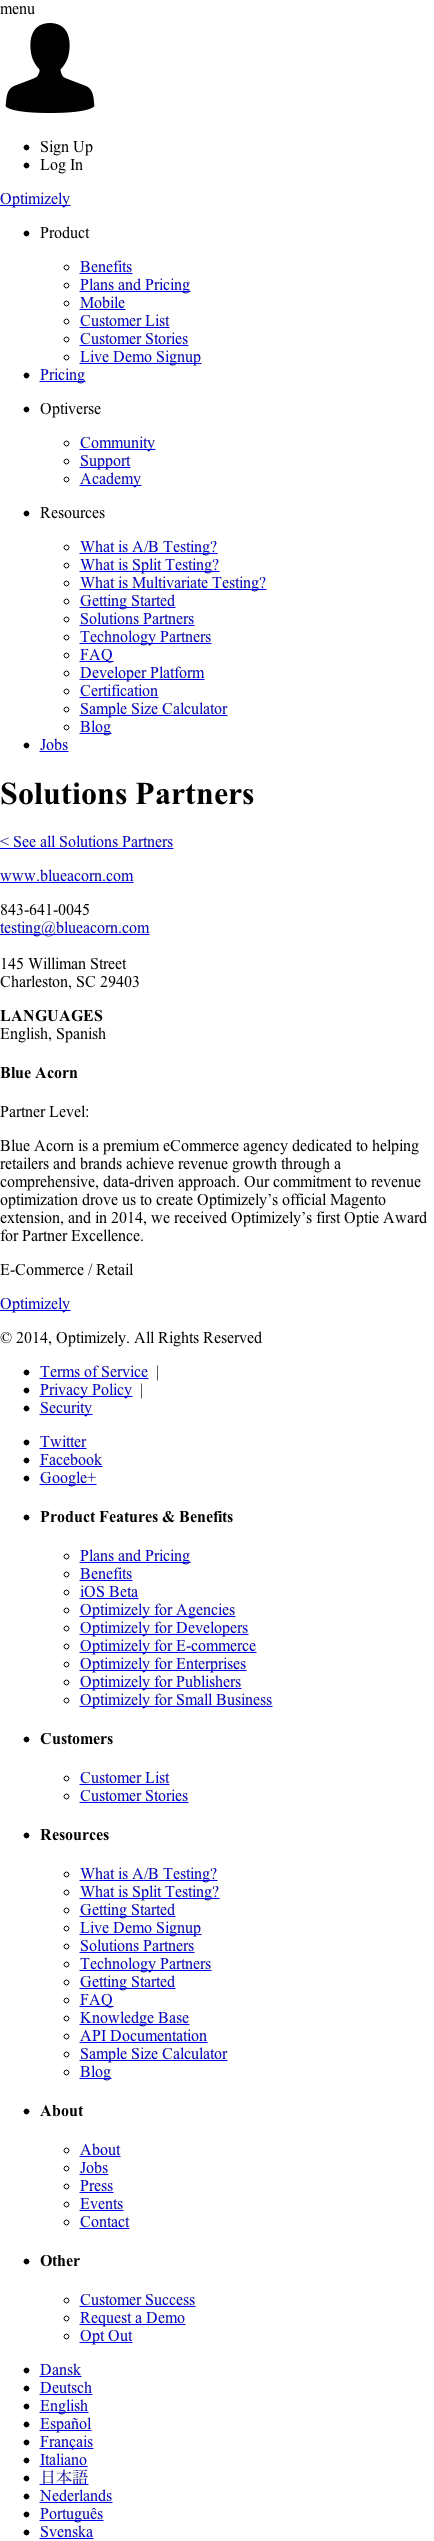 menu
Sign Up
Log In
Optimizely
Product
Benefits
Plans and Pricing
Mobile
Customer List
Customer Stories
Live Demo Signup
Pricing
Optiverse
Community
Support
Academy
Resources
What is A/B Testing?
What is Split Testing?
What is Multivariate Testing?
Getting Started
Solutions Partners
Technology Partners
FAQ
Developer Platform
Certification
Sample Size Calculator
Blog
Jobs
Solutions Partners
< See all Solutions Partners
www.blueacorn.com
843-641-0045
testing@blueacorn.com
145 Williman Street
Charleston, SC 29403
LANGUAGES
English, Spanish
Blue Acorn
Partner Level:
Blue Acorn is a premium eCommerce agency dedicated to helping
retailers and brands achieve revenue growth through a
comprehensive, data-driven approach. Our commitment to revenue
optimization drove us to create Optimizely’s official Magento
extension, and in 2014, we received Optimizely’s first Optie Award
for Partner Excellence.
E-Commerce / Retail
Optimizely
© 2014, Optimizely. All Rights Reserved
Terms of Service |
Privacy Policy |
Security
Twitter
Facebook
Google+
Product Features & Benefits
Plans and Pricing
Benefits
iOS Beta
Optimizely for Agencies
Optimizely for Developers
Optimizely for E-commerce
Optimizely for Enterprises
Optimizely for Publishers
Optimizely for Small Business
Customers
Customer List
Customer Stories
Resources
What is A/B Testing?
What is Split Testing?
Getting Started
Live Demo Signup
Solutions Partners
Technology Partners
Getting Started
FAQ
Knowledge Base
API Documentation
Sample Size Calculator
Blog
About
About
Jobs
Press
Events
Contact
Other
Customer Success
Request a Demo
Opt Out
Dansk
Deutsch
English
Español
Français
Italiano
日本語
Nederlands
Português
Svenska